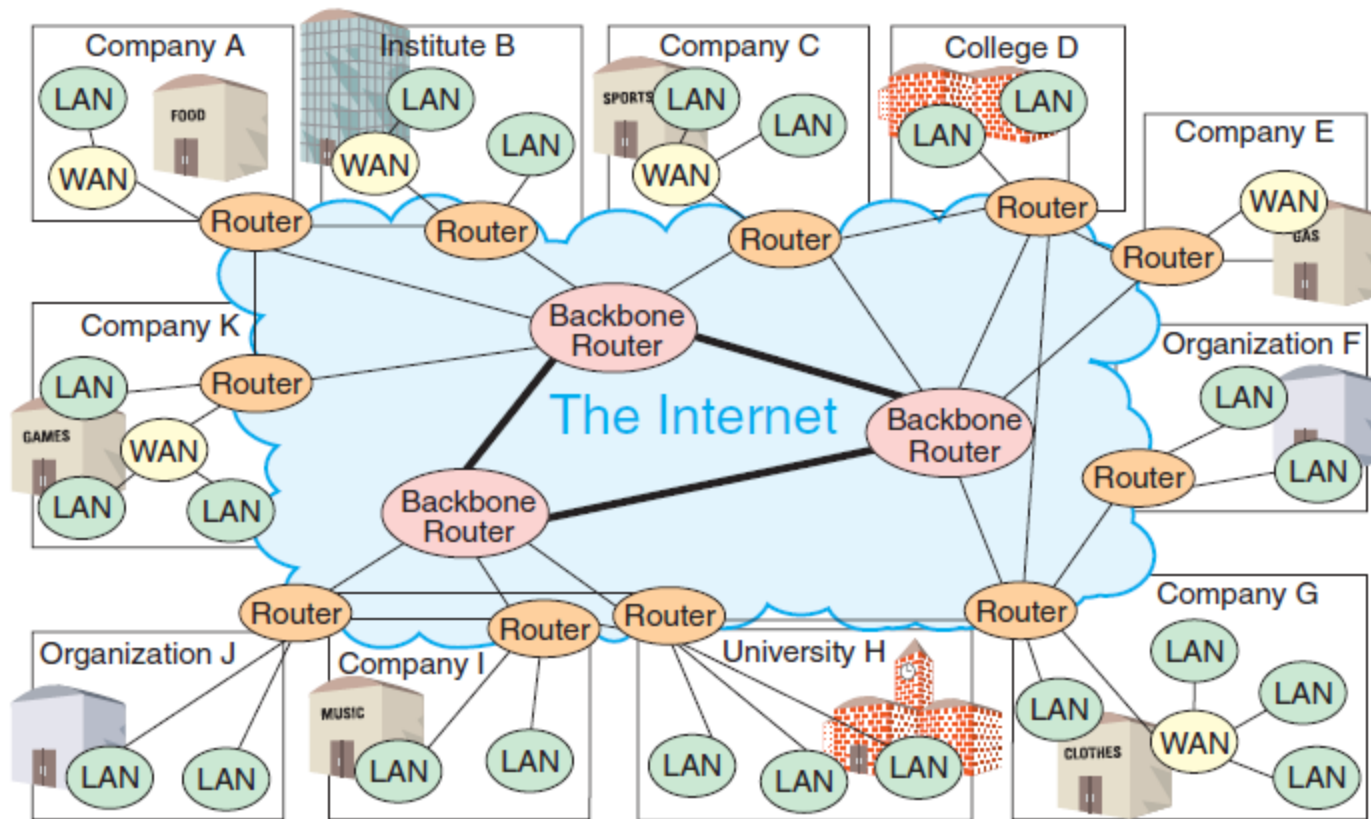 Company A
LAN
FOOD
WAN
Router
Institute B
LAN
WAN
LAN
Router
Company C
SPORTS
LAN
LAN
WAN
Router
College D
LAN
LAN
Router
Company E
WAN
GAS
Router
Company K
LAN
Router
GAMES
WAN
LAN
LAN
Backbone
Router
The Internet
Backbone
Router
Backbone
Router
Organization F
LAN
LAN
Router
Router
Organization J
LAN
LAN
Router
Company I
MUSIC
LAN
LAN
Router
University H
LAN
LAN
LAN
Router
Company G
LAN
LAN
LAN
WAN
CLOTHES
LAN